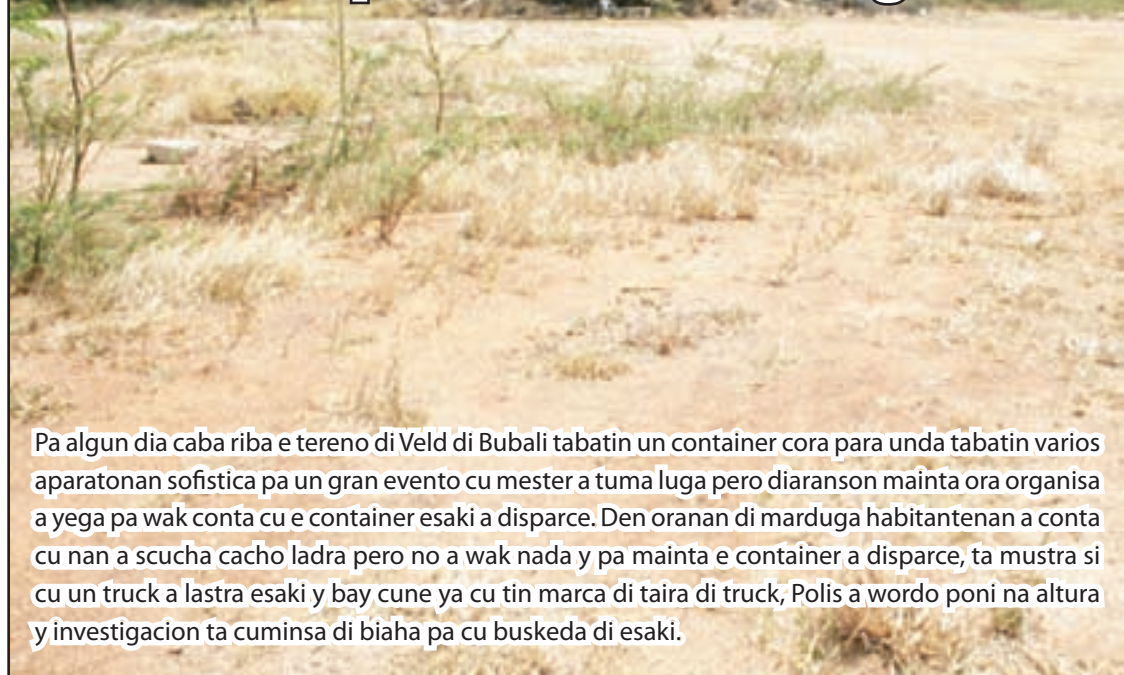 Pa algun dia caba riba e tereno di Veld di Bubali tabatin un container cora para unda tabatin varios
aparatonan sofistica pa un gran evento cu mester a tuma luga pero diaranson mainta ora organisa
a yega pa wak conta cu e container esaki a disparce. Den oranan di marduga habitantenan a conta
cu nan a scucha cacho ladra pero no a wak nada y pa mainta e container a disparce, ta mustra si
cu un truck a lastra esaki y bay cune ya cu tin marca di taira di truck, Polis a wordo poni na altura
y investigacion ta cuminsa di biaha pa cu buskeda di esaki.